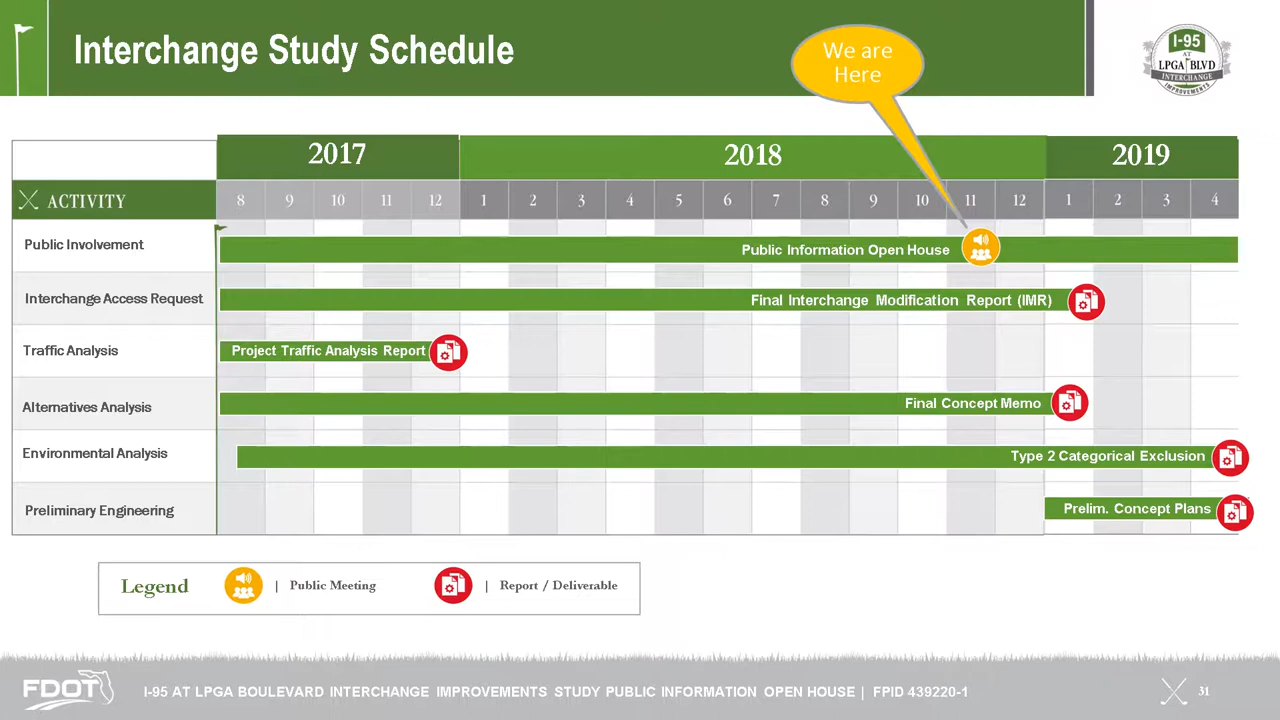 Interchange Study Schedule
We are
Here
I-95
AT
LPGA BLVD
INTERCHANGE
IMPROVEMENTS
2017 2018 2019
ACTIVITY 8 9 10 11 12 1 2 3 4 5 6 7 8 9 10 11 12 1 2 3 4
Public Involvement Public Information Open House
Interchange Access Request Final Interchange Modification Report (IMR)
Traffic Analysis Project Traffic Analysis Report
Alternatives Analysis Final Concept Memo
Environmental Analysis Type 2 Categorical Exclusion
Preliminary Engineering Prelim. Concept Plans
Legend | Public Meeting | Report / Deliverable
FDOT I-95 AT LPGA BOULEVARD INTERCHANGE IMPROVEMENTS STUDY PUBLIC INFORMATION OPEN HOUSE | FPID 439220-1 31